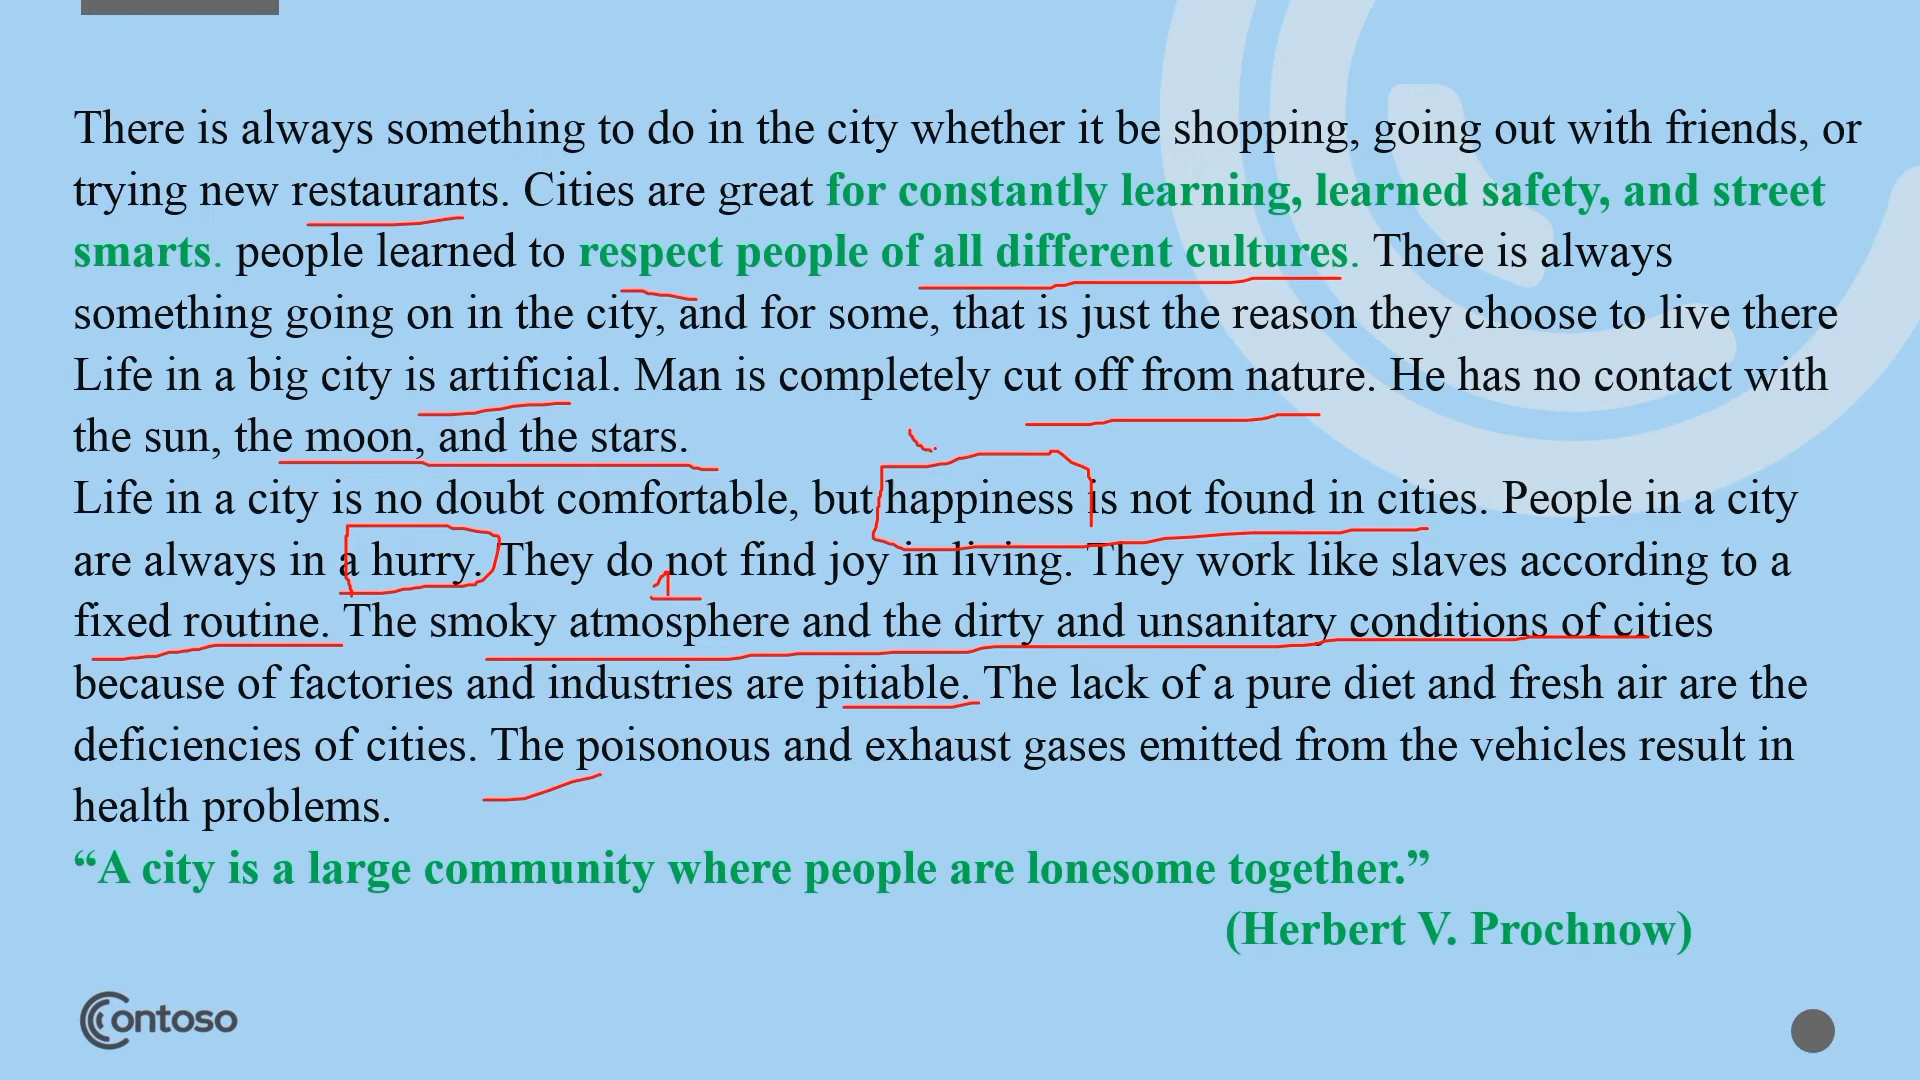 There is always something to do in the city whether it be shopping, going out with friends, or
trying new restaurants. Cities are great for constantly learning, learned safety, and street
smarts. people learned to respect people of all different cultures. There is always
something going on in the city, and for some, that is just the reason they choose to live there
Life in a big city is artificial. Man is completely cut off from nature. He has no contact with
the sun, the moon, and the stars.
Life in a city is no doubt comfortable, but happiness is not found in cities. People in a city
are always in a hurry. They do not find joy in living. They work like slaves according to a
fixed routine. The smoky atmosphere and the dirty and unsanitary conditions of cities
because of factories and industries are pitiable. The lack of a pure diet and fresh air are the
deficiencies of cities. The poisonous and exhaust gases emitted from the vehicles result in
health problems.
“A city is a large community where people are lonesome together.”
(Herbert V. Prochnow)
Contoso